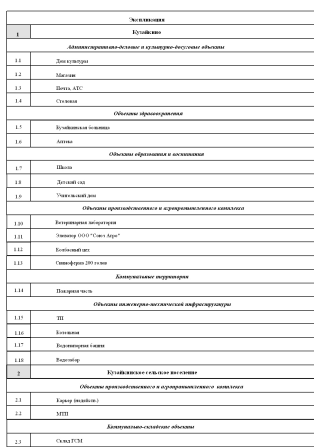 Экспликация
1 Кутайкино
Административно-деловые и культурно-досуговые объекты
1.1 Дом культуры
1.2 Магазин
1.3 Почта, АТС
1.4 Столовая
Объекты здравоохранения
1.5 Кутайкинская больница
1.6 Аптека
Объекты образования и воспитания
1.7 Школа
1.8 Детский сад
1.9 Учительский дом
Объекты производственного и агропромышленного комплекса
1.10 Ветеринарная лаборатория
1.11 Элеватор ООО "Союз Агро"
1.12 Колбасный цех
1.13 Свиноферма 200 голов
Коммунальные территории
1.14 Пожарная часть
Объекты инженерно-технической инфраструктуры
1.15 ТП
1.16 Котельная
1.17 Водонапорная башня
1.18 Водозабор
2 Кутайкинское сельское поселение
Объекты производственного и агропромышленного комплекса
2.1 Карьер (недейств.)
2.2 МТП
Коммунально-складские объекты
2.3 Склад ГСМ